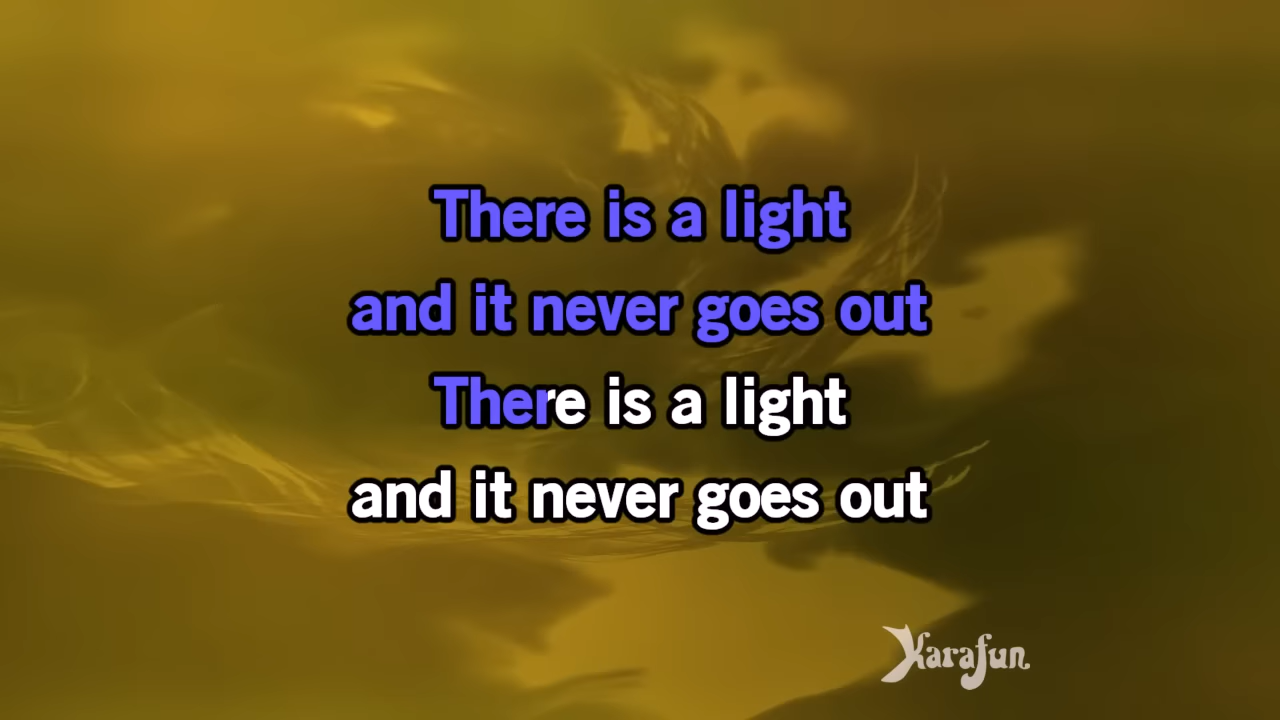 There is a light
and it never goes out
There is a light
and it never goes out
Karafun